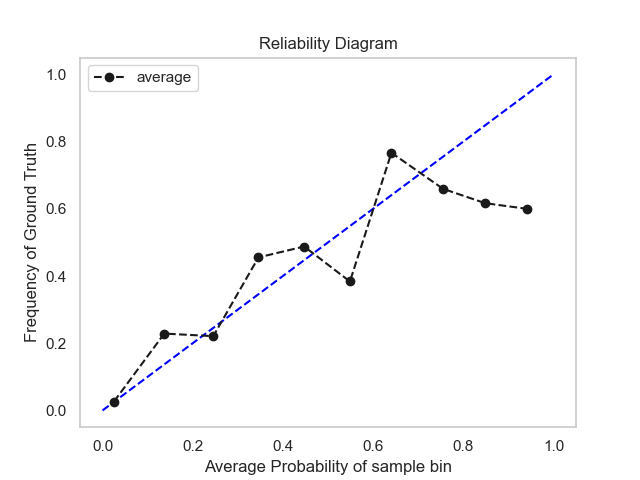 Reliability Diagram
average
Frequency of Ground Truth
1.0
0.8
0.6
0.4
0.2
0.0
0.0 0.2 0.4 0.6 0.8 1.0
Average Probability of sample bin